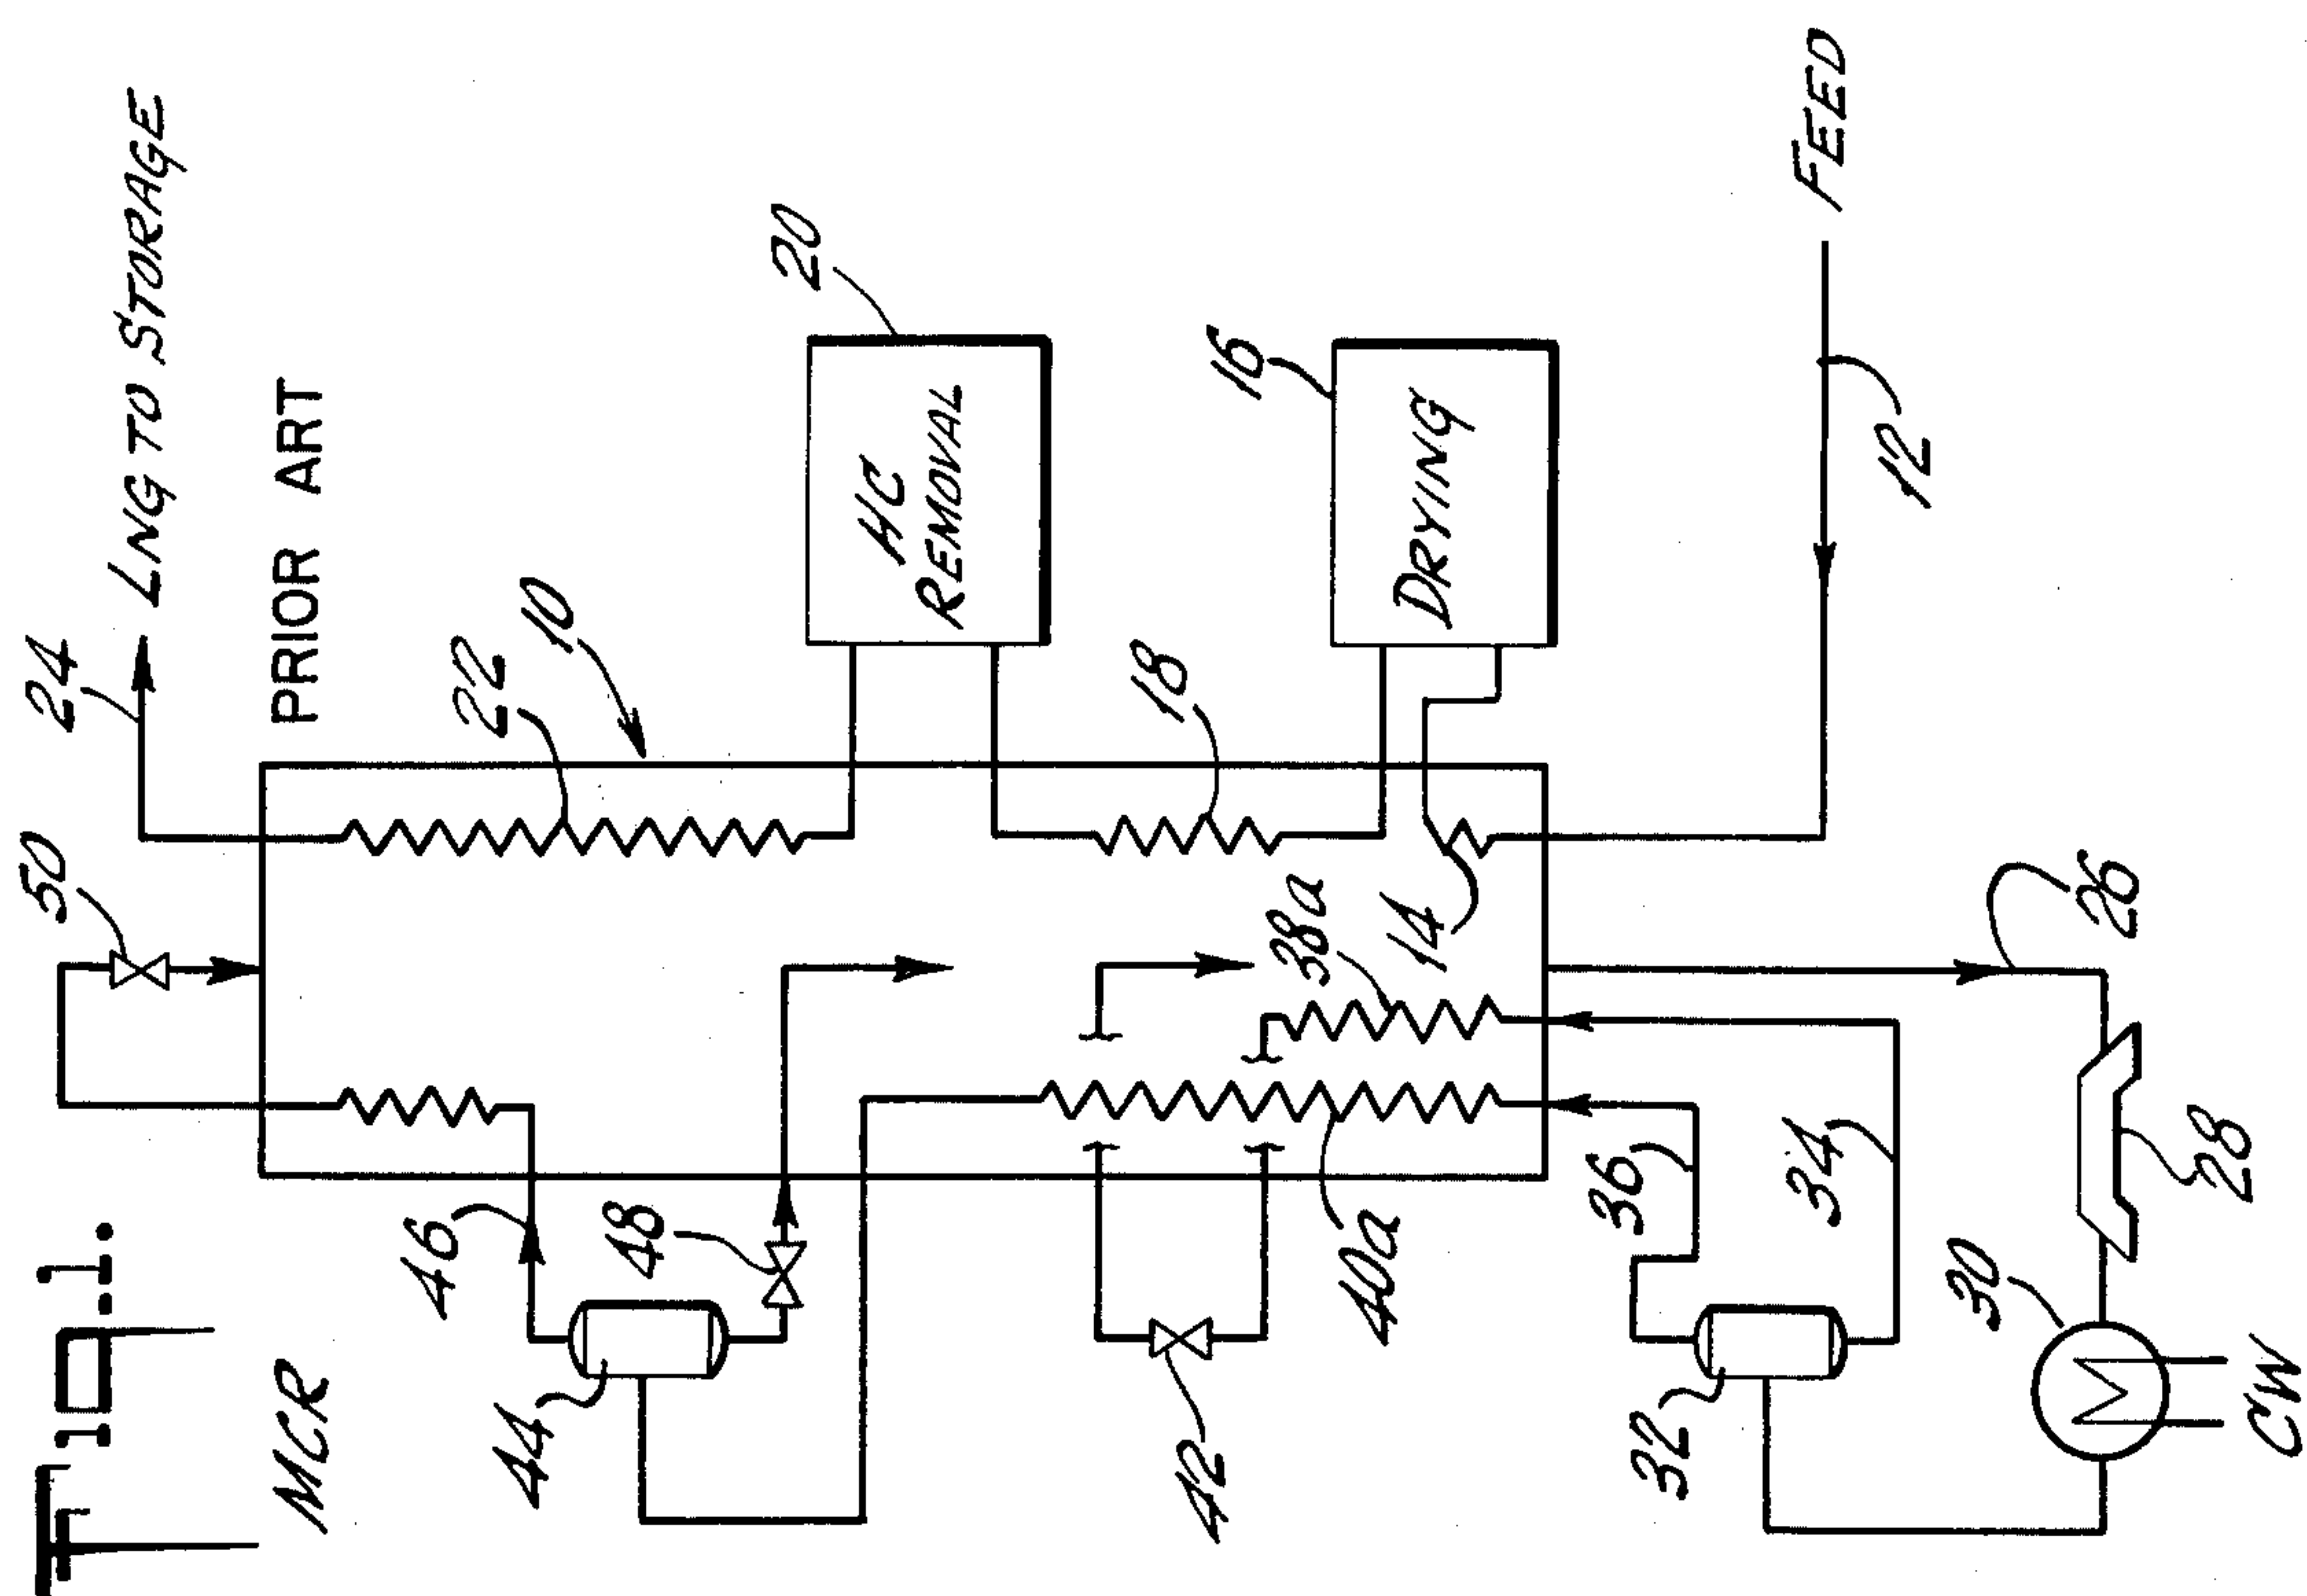 Fig. 1.
MCR
PRIOR ART
LNG TO STORAGE
24
50
22
10
20
HC
REMOVAL
46
48
44
18
16
DRYING
14
38a
40a
42
FEED
12
36
34
32
26
28
30
CW